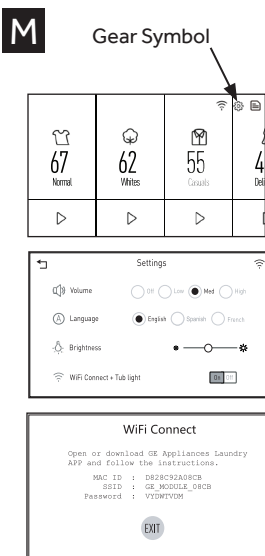 M
Gear Symbol
67
62
55
4
Normal
Whites
Casuals
Deli
Settings
Volume Off Low Med High
A Language English Spanish French
Brightness
WiFi Connect + Tub light On Off
WiFi Connect
Open or download GE Appliances Laundry
APP and follow the instructions.
MAC ID : D828C92A08CB
SSID : GE_MODULE_08CB
Password : VYDWTVDM
EXIT